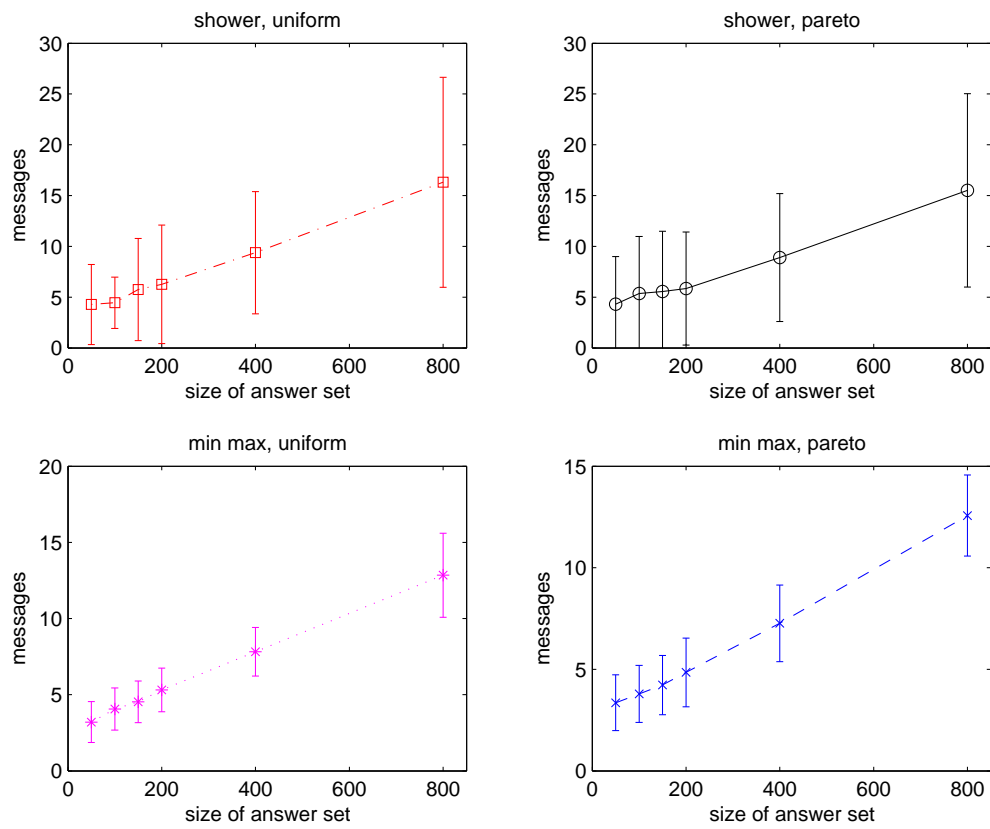 shower, uniform
30
25
20
15
10
5
0
messages
0 200 400 600 800
size of answer set
shower, pareto
30
25
20
15
10
5
0
messages
0 200 400 600 800
size of answer set
min max, uniform
20
15
10
5
0
messages
0 200 400 600 800
size of answer set
min max, pareto
15
10
5
0
messages
0 200 400 600 800
size of answer set